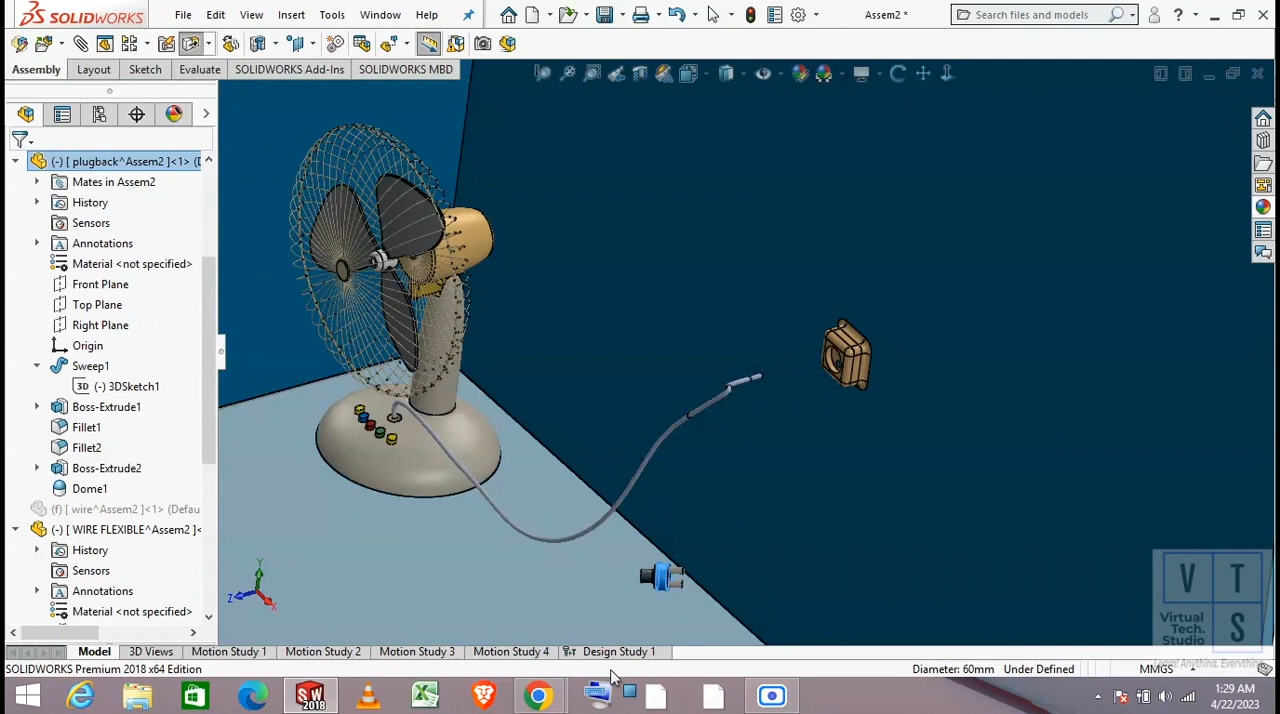 SOLIDWORKS
File Edit View Insert Tools Window Help
Assem2 *
Search files and models
Assembly Layout Sketch Evaluate SOLIDWORKS Add-Ins SOLIDWORKS MBD
(-) [ plugback^Assem2 ]<1> (D
Mates in Assem2
History
Sensors
Annotations
Material <not specified>
Front Plane
Top Plane
Right Plane
Origin
Sweep1
3D (-) 3DSketch1
Boss-Extrude1
Fillet1
Fillet2
Boss-Extrude2
Dome1
(f) [ wire^Assem2 ]<1> (Defau
(-) [ WIRE FLEXIBLE^Assem2 ]<
History
Sensors
Annotations
Material <not specified>
Y
Z
X
V T
Virtual
Tech.
Studio
S
Learn! Anything. Everything
Model 3D Views Motion Study 1 Motion Study 2 Motion Study 3 Motion Study 4 Design Study 1
SOLIDWORKS Premium 2018 x64 Edition
Diameter: 60mm Under Defined MMGS
SW
2018
1:29 AM
4/22/2023